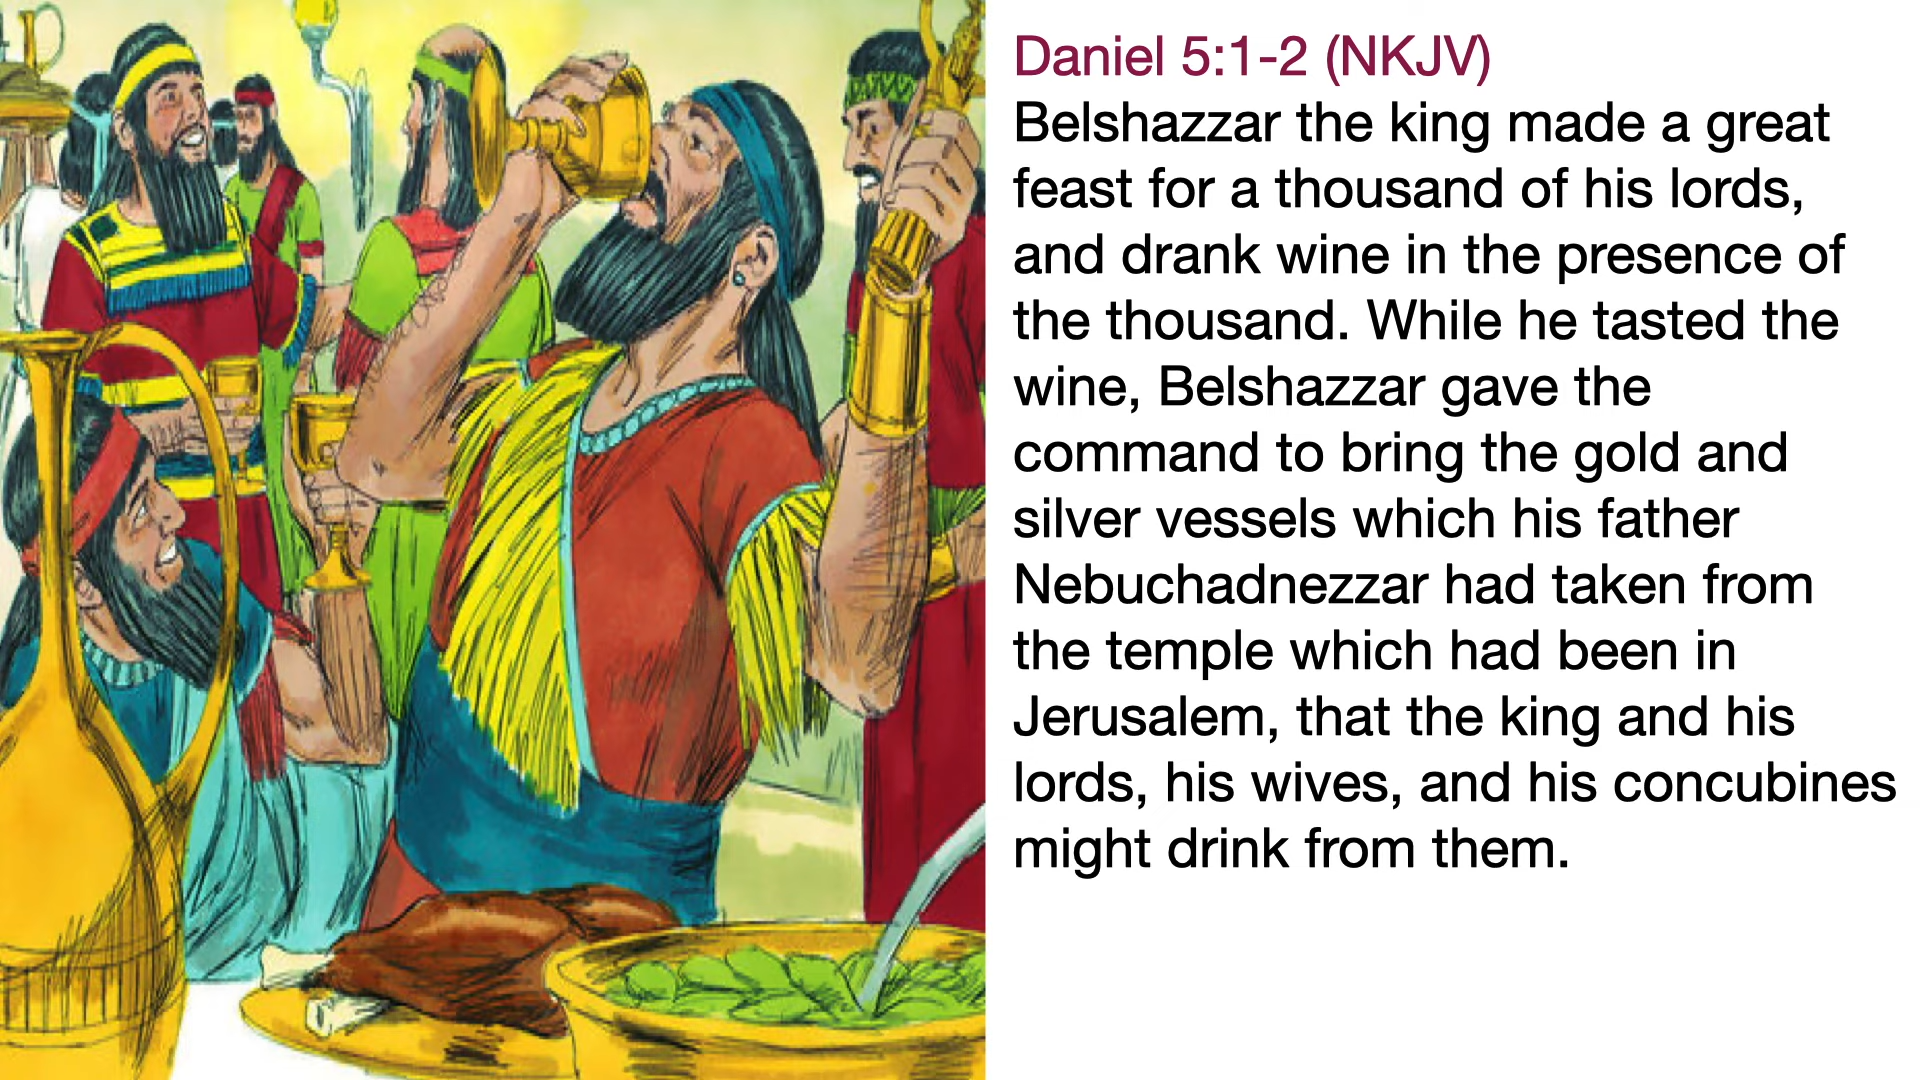 Daniel 5:1-2 (NKJV)
Belshazzar the king made a great
feast for a thousand of his lords,
and drank wine in the presence of
the thousand. While he tasted the
wine, Belshazzar gave the
command to bring the gold and
silver vessels which his father
Nebuchadnezzar had taken from
the temple which had been in
Jerusalem, that the king and his
lords, his wives, and his concubines
might drink from them.